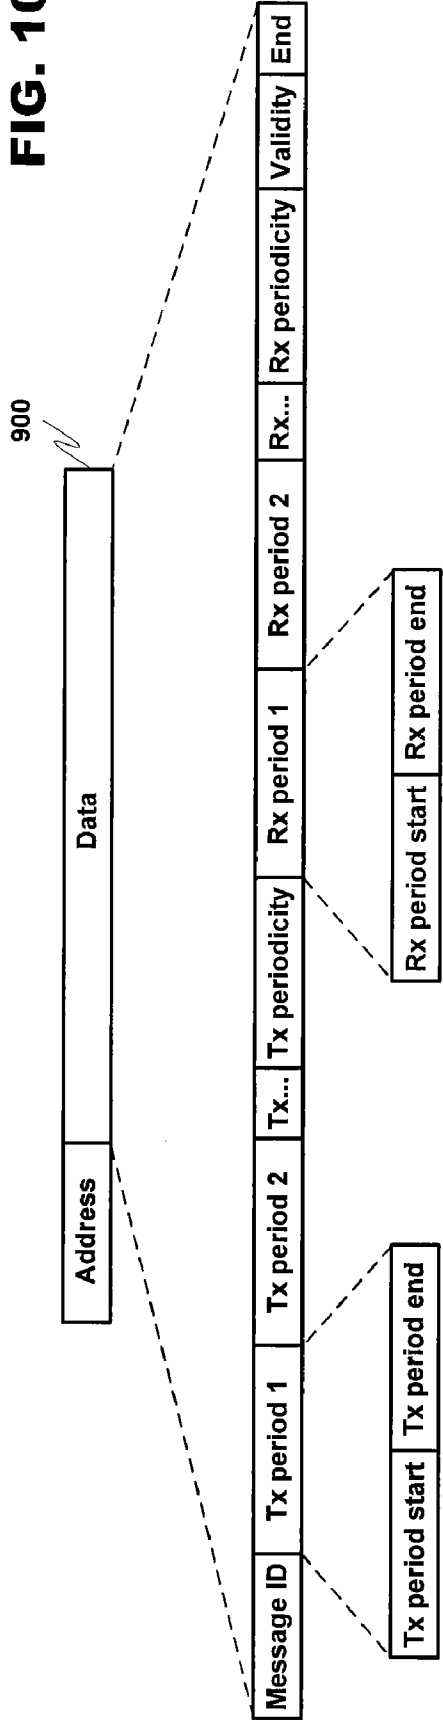 FIG. 10
900
Address Data
Message ID Tx period 1 Tx period 2 Tx... Tx periodicity Rx period 1 Rx period 2 Rx... Rx periodicity Validity End
Tx period start Tx period end Rx period start Rx period end